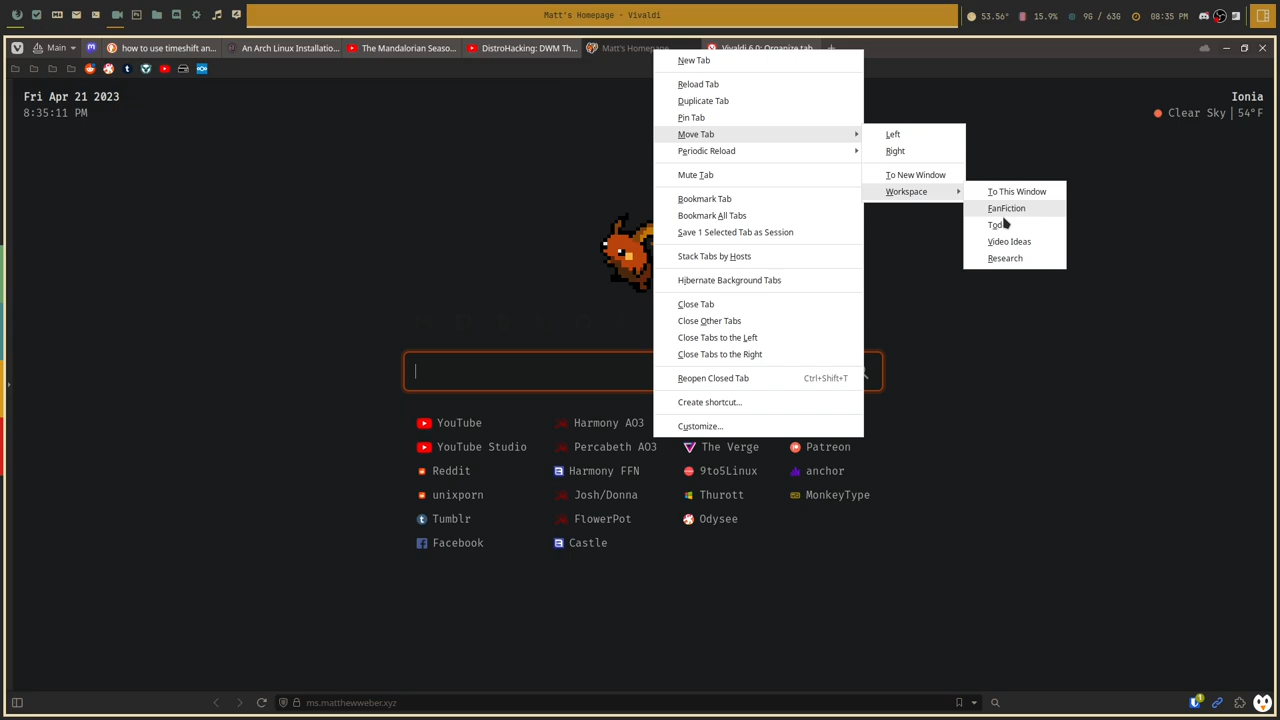 Matt's Homepage - Vivaldi
53.56° 15.9% 9G / 63G 08:35 PM
Main how to use timeshift an... An Arch Linux Installatio... The Mandalorian Seaso... DistroHacking: DWM Th... Matt's Homepage Vivaldi 6.0: Organize tab
Fri Apr 21 2023
8:35:11 PM
Ionia
Clear Sky | 54°F
New Tab
Reload Tab
Duplicate Tab
Pin Tab
Move Tab
Periodic Reload
Mute Tab
Bookmark Tab
Bookmark All Tabs
Save 1 Selected Tab as Session
Stack Tabs by Hosts
Hibernate Background Tabs
Close Tab
Close Other Tabs
Close Tabs to the Left
Close Tabs to the Right
Reopen Closed Tab Ctrl+Shift+T
Create shortcut...
Customize...
Left
Right
To New Window
Workspace
To This Window
FanFiction
Video Ideas
Research
YouTube Harmony AO3
YouTube Studio Percabeth AO3 The Verge Patreon
Reddit Harmony FFN 9to5Linux anchor
unixporn Josh/Donna Thurott MonkeyType
Tumblr FlowerPot Odysee
Facebook Castle
ms.matthewweber.xyz